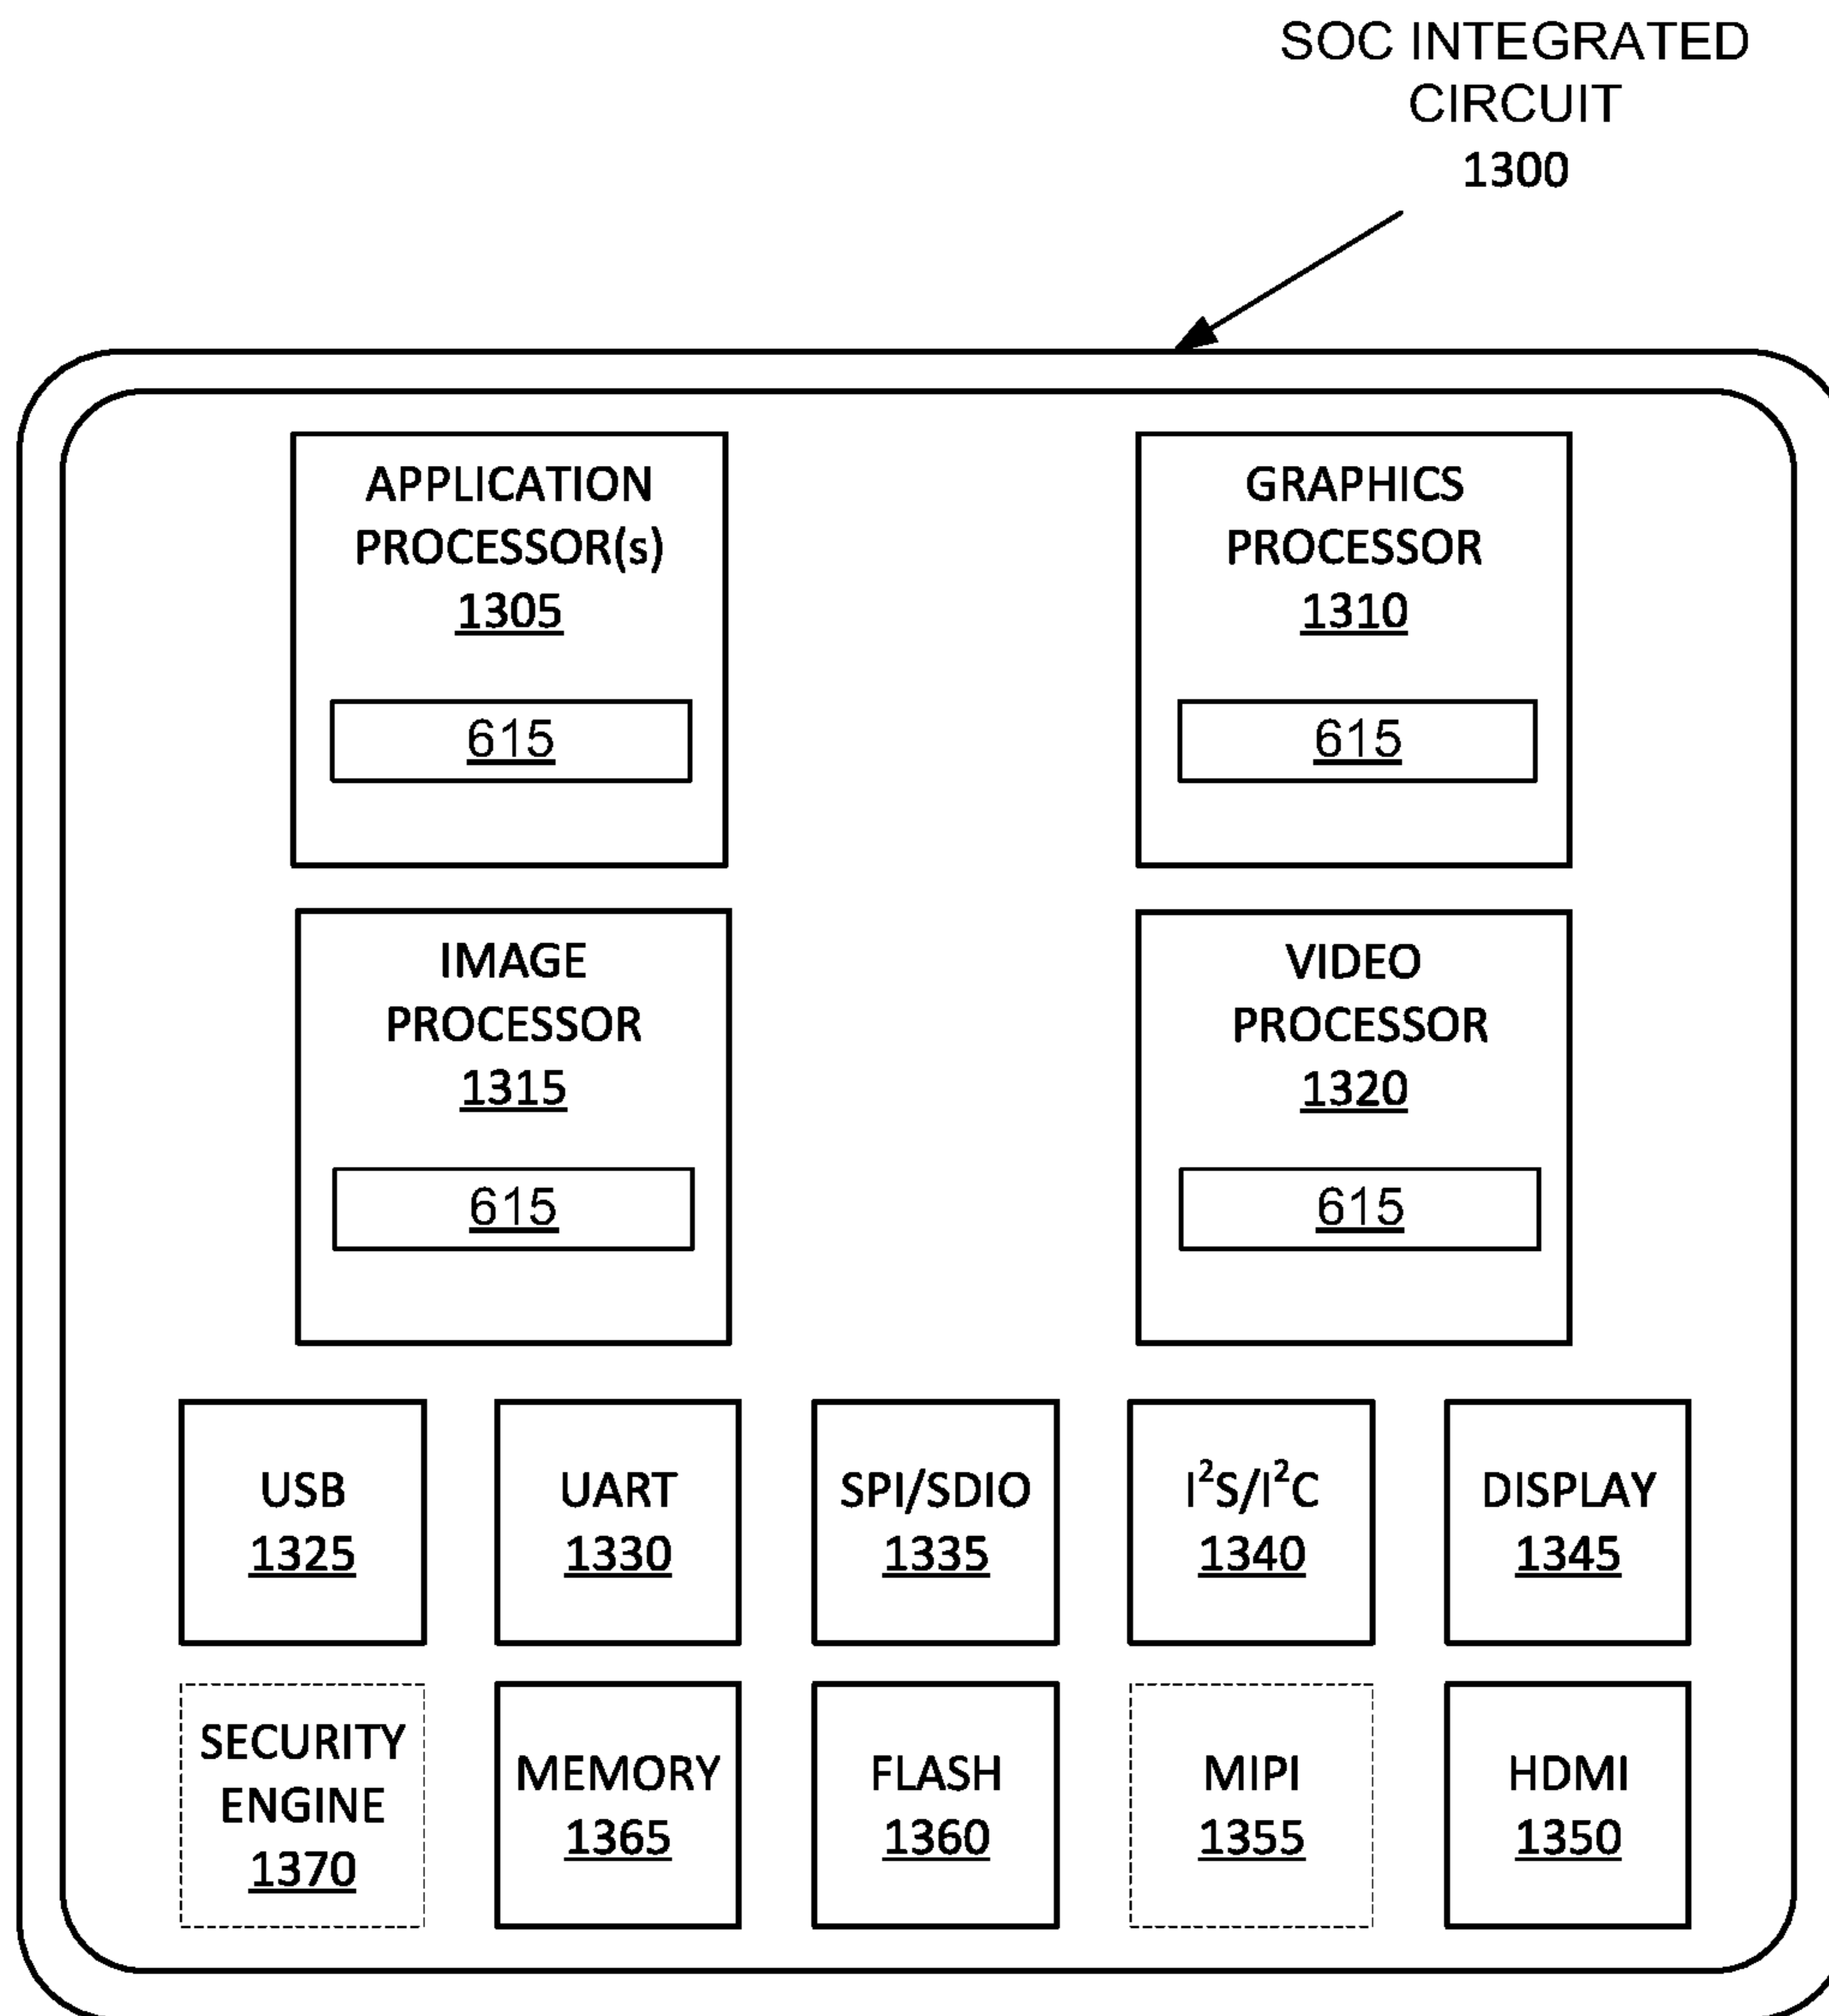 SOC INTEGRATED
CIRCUIT
1300
APPLICATION
PROCESSOR(s)
1305
615
GRAPHICS
PROCESSOR
1310
615
IMAGE
PROCESSOR
1315
615
VIDEO
PROCESSOR
1320
615
USB
1325
UART
1330
SPI/SDIO
1335
I²S/I²C
1340
DISPLAY
1345
SECURITY
ENGINE
1370
MEMORY
1365
FLASH
1360
MIPI
1355
HDMI
1350